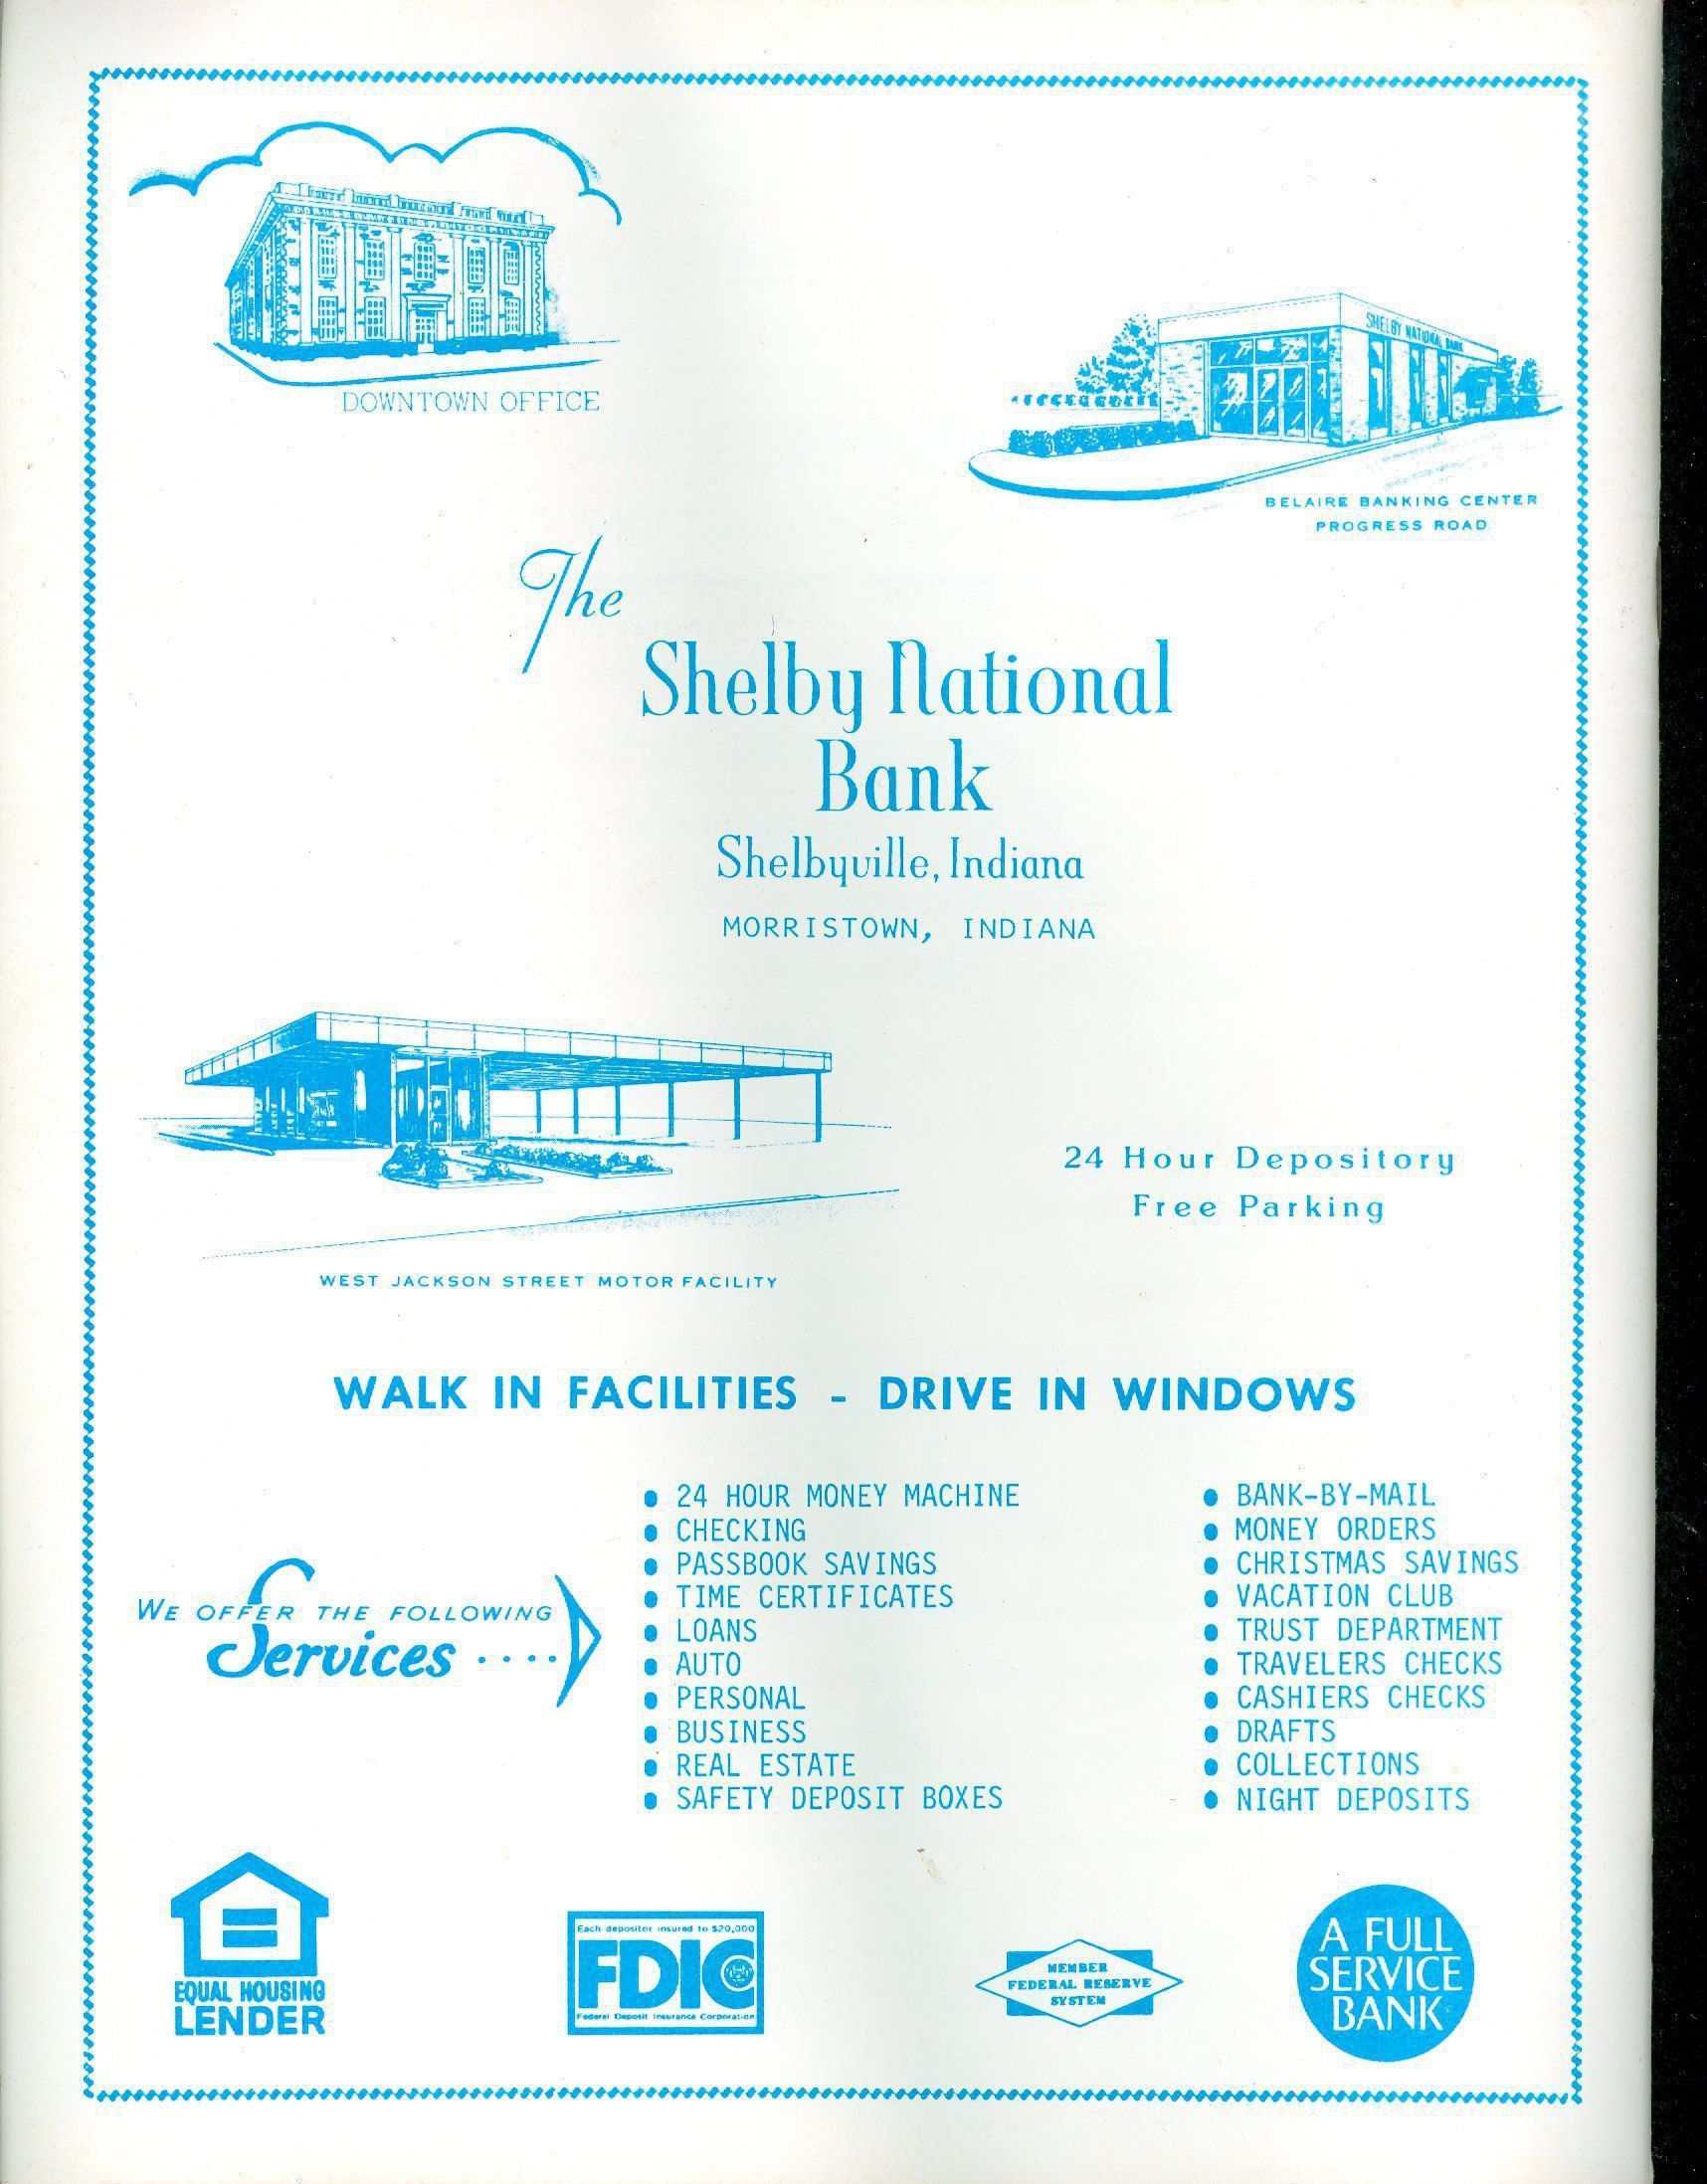 DOWNTOWN OFFICE
SHELBY NATIONAL BANK
BELAIRE BANKING CENTER
PROGRESS ROAD
The
Shelby National
Bank
Shelbyville, Indiana
MORRISTOWN, INDIANA
24 Hour Depository
Free Parking
WEST JACKSON STREET MOTOR FACILITY
WALK IN FACILITIES - DRIVE IN WINDOWS
WE OFFER THE FOLLOWING
Services ....
• 24 HOUR MONEY MACHINE
• CHECKING
• PASSBOOK SAVINGS
• TIME CERTIFICATES
• LOANS
• AUTO
• PERSONAL
• BUSINESS
• REAL ESTATE
• SAFETY DEPOSIT BOXES
• BANK-BY-MAIL
• MONEY ORDERS
• CHRISTMAS SAVINGS
• VACATION CLUB
• TRUST DEPARTMENT
• TRAVELERS CHECKS
• CASHIERS CHECKS
• DRAFTS
• COLLECTIONS
• NIGHT DEPOSITS
EQUAL HOUSING
LENDER
Each depositor insured to $20,000
FDIC
Federal Deposit Insurance Corporation
MEMBER
FEDERAL RESERVE
SYSTEM
A FULL
SERVICE
BANK